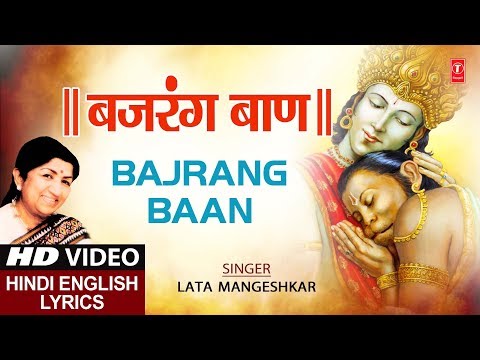 ॥ बजरंग बाण ॥
BAJRANG
BAAN
SINGER
LATA MANGESHKAR
HD VIDEO
HINDI ENGLISH
LYRICS
T